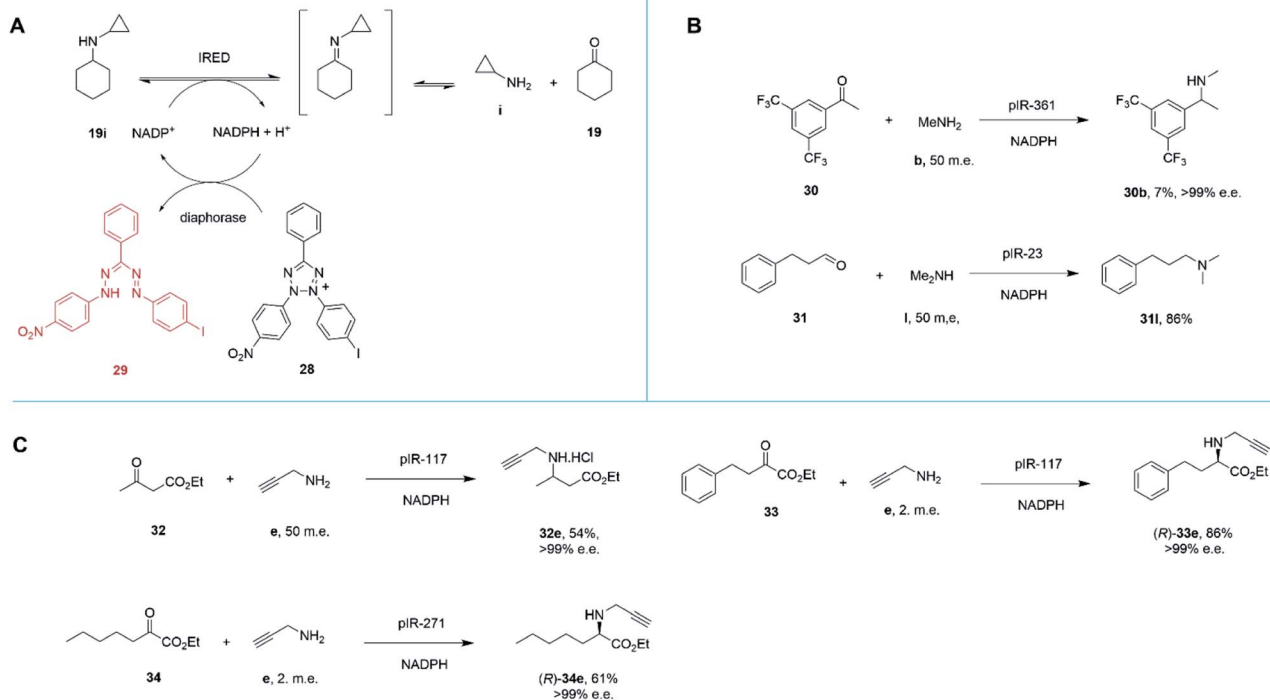 A
HN
IRED
N
NH2
+
O
19i
NADP+
NADPH + H+
i
19
diaphorase
N
N
N
NH
N
O2N
I
29
N
N
N
N
+
O2N
I
28
B
O
F3C
CF3
30
+
MeNH2
b, 50 m.e.
pIR-361
NADPH
HN
F3C
CF3
30b, 7%, >99% e.e.
O
31
+
Me2NH
l, 50 m,e,
pIR-23
NADPH
N
31l, 86%
C
O
CO2Et
32
+
NH2
e, 50 m.e.
pIR-117
NADPH
NH.HCl
CO2Et
32e, 54%,
>99% e.e.
O
CO2Et
33
+
NH2
e, 2. m.e.
pIR-117
NADPH
HN
CO2Et
(R)-33e, 86%
>99% e.e.
O
CO2Et
34
+
NH2
e, 2. m.e.
pIR-271
NADPH
HN
CO2Et
(R)-34e, 61%
>99% e.e.